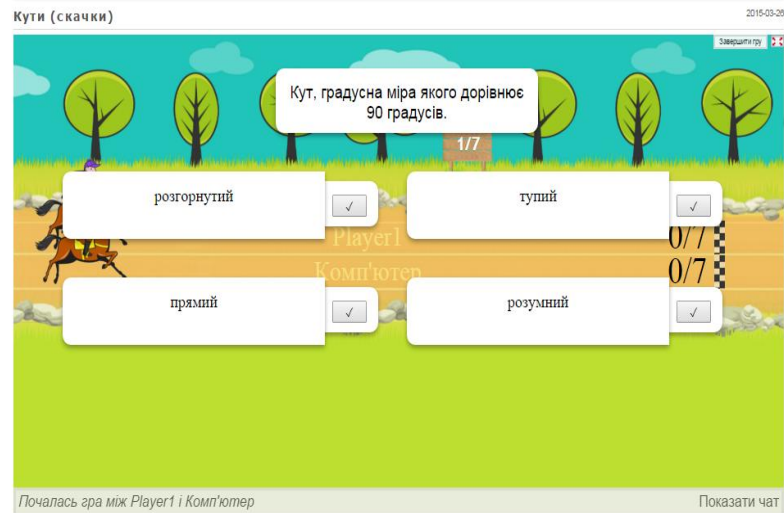 Кути (скачки)
2015-03-26
Завершити гру
Кут, градусна міра якого дорівнює
90 градусів.
1/7
розгорнутий
✓
тупий
✓
Player1
0/7
Комп'ютер
0/7
прямий
✓
розумний
✓
Почалась гра між Player1 і Комп'ютер
Показати чат